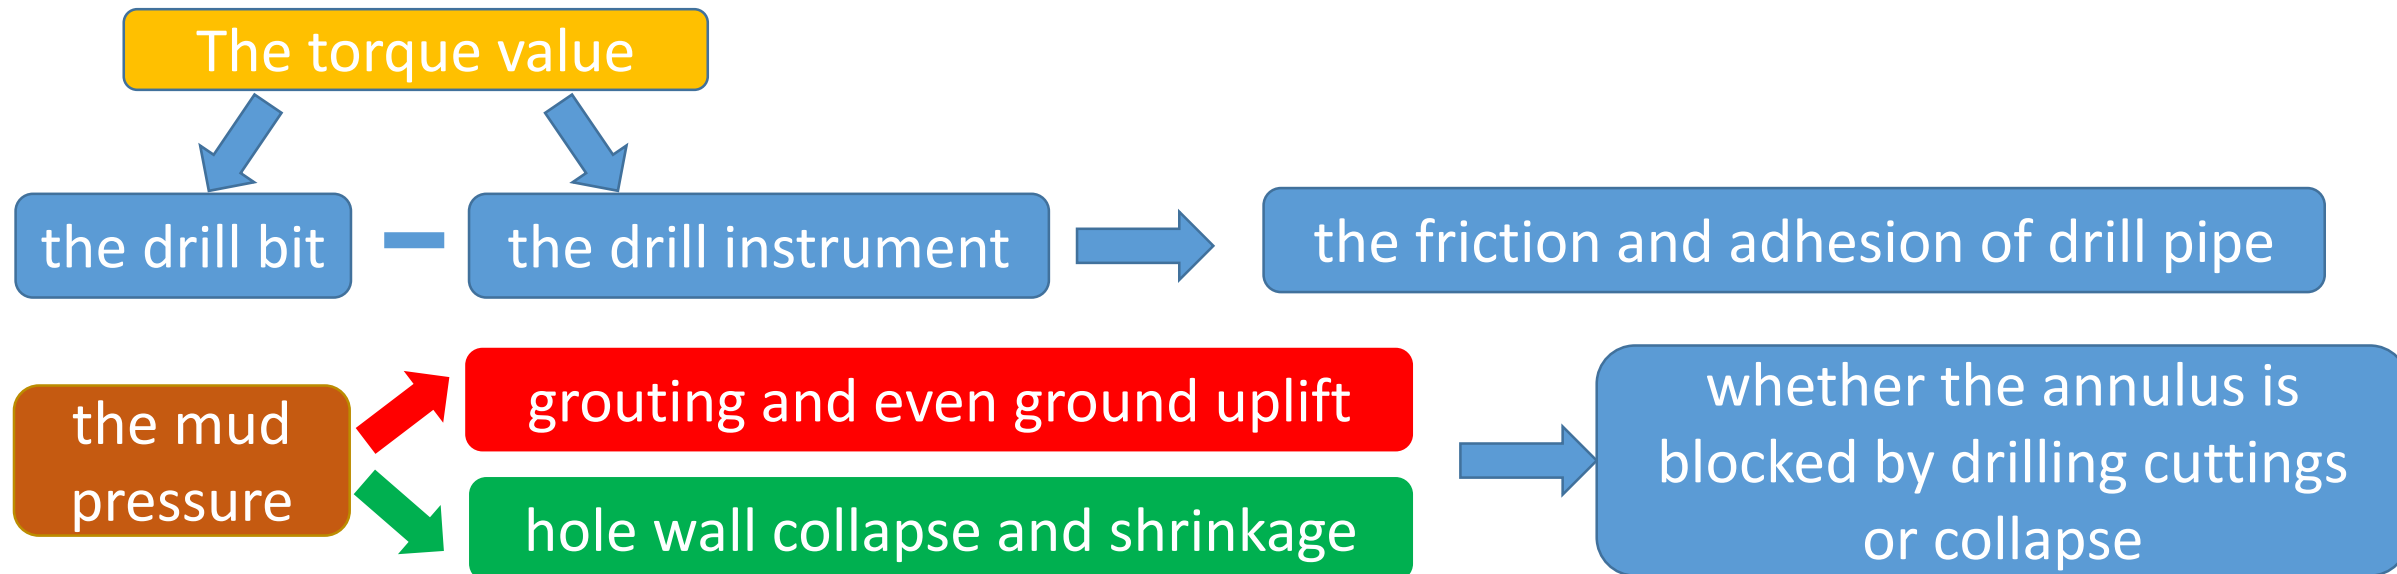 The torque value
the drill bit
the drill instrument
the friction and adhesion of drill pipe
the mud
pressure
grouting and even ground uplift
hole wall collapse and shrinkage
whether the annulus is
blocked by drilling cuttings
or collapse